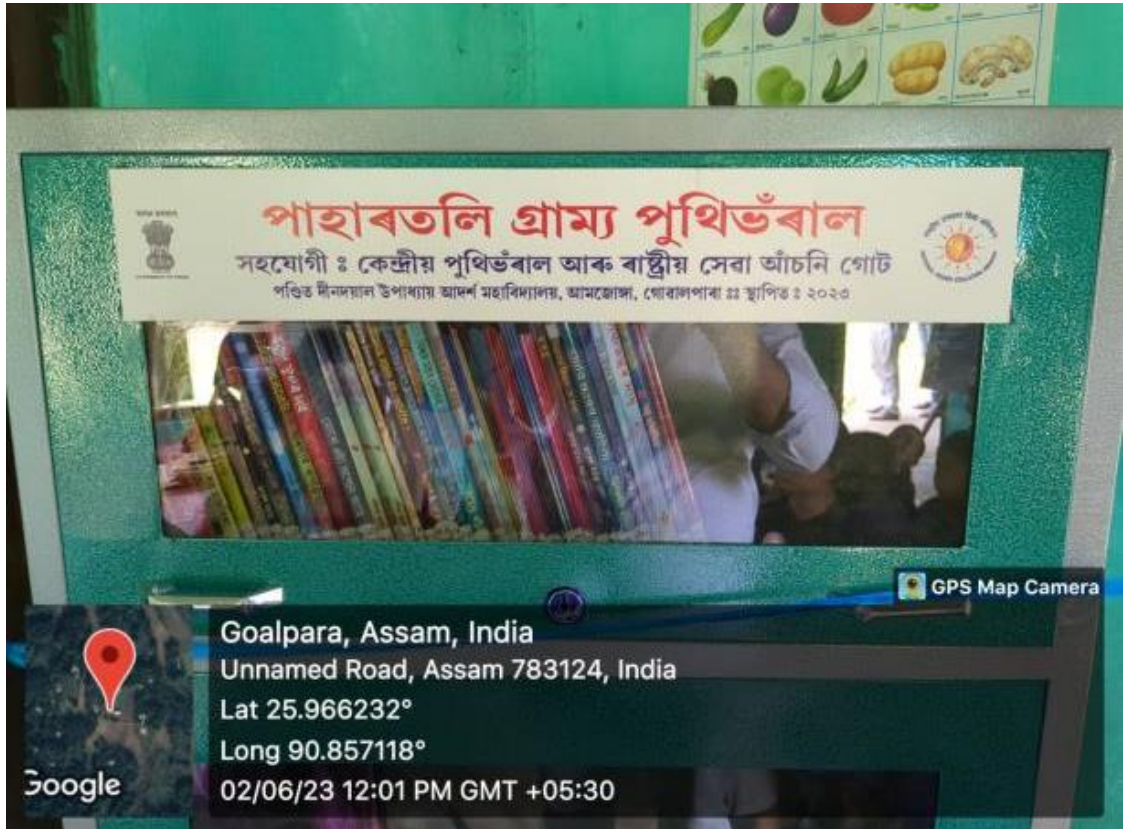 পাহাৰতলি গ্ৰাম্য পুথিভঁৰাল
সহযোগী ঃ কেন্দ্ৰীয় পুথিভঁৰাল আৰু ৰাষ্ট্ৰীয় সেৱা আঁচনি গোট
পণ্ডিত দীনদয়াল উপাধ্যায় আদৰ্শ মহাবিদ্যালয়, আমজোঙ্গা, গোৱালপাৰা ঃঃ স্থাপিত ঃ ২০২৩
GPS Map Camera
Goalpara, Assam, India
Unnamed Road, Assam 783124, India
Lat 25.966232°
Long 90.857118°
02/06/23 12:01 PM GMT +05:30
Google